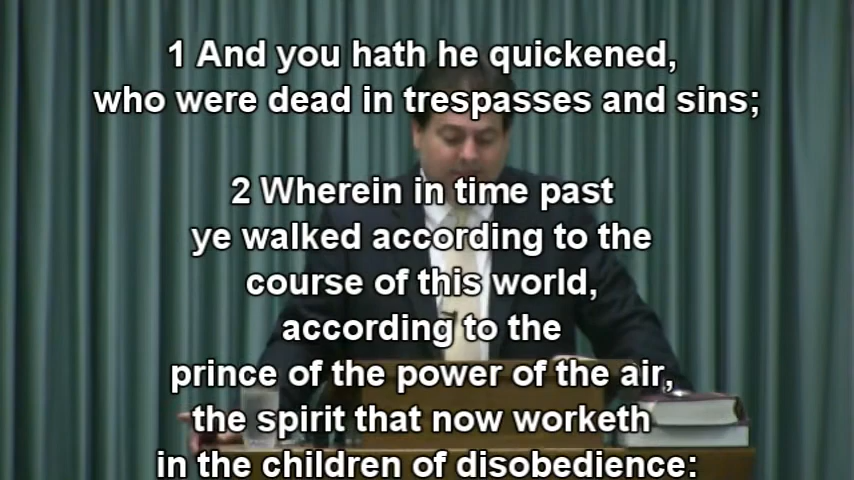 1 And you hath he quickened,
who were dead in trespasses and sins;
2 Wherein in time past
ye walked according to the
course of this world,
according to the
prince of the power of the air,
the spirit that now worketh
in the children of disobedience: